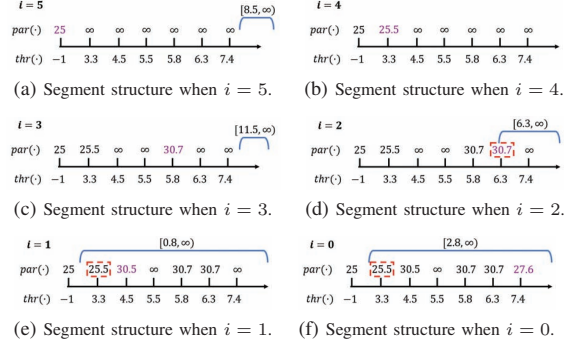 i = 5
[8.5, ∞)
par(·) 25 ∞ ∞ ∞ ∞ ∞ ∞
thr(·) −1 3.3 4.5 5.5 5.8 6.3 7.4
(a) Segment structure when i = 5.
i = 4
par(·) 25 25.5 ∞ ∞ ∞ ∞ ∞
thr(·) −1 3.3 4.5 5.5 5.8 6.3 7.4
(b) Segment structure when i = 4.
i = 3
[11.5, ∞)
par(·) 25 25.5 ∞ ∞ 30.7 ∞ ∞
thr(·) −1 3.3 4.5 5.5 5.8 6.3 7.4
(c) Segment structure when i = 3.
i = 2
[6.3, ∞)
par(·) 25 25.5 ∞ ∞ 30.7 30.7 ∞
thr(·) −1 3.3 4.5 5.5 5.8 6.3 7.4
(d) Segment structure when i = 2.
i = 1
[0.8, ∞)
par(·) 25 25.5 30.5 ∞ 30.7 30.7 ∞
thr(·) −1 3.3 4.5 5.5 5.8 6.3 7.4
(e) Segment structure when i = 1.
i = 0
[2.8, ∞)
par(·) 25 25.5 30.5 ∞ 30.7 30.7 27.6
thr(·) −1 3.3 4.5 5.5 5.8 6.3 7.4
(f) Segment structure when i = 0.